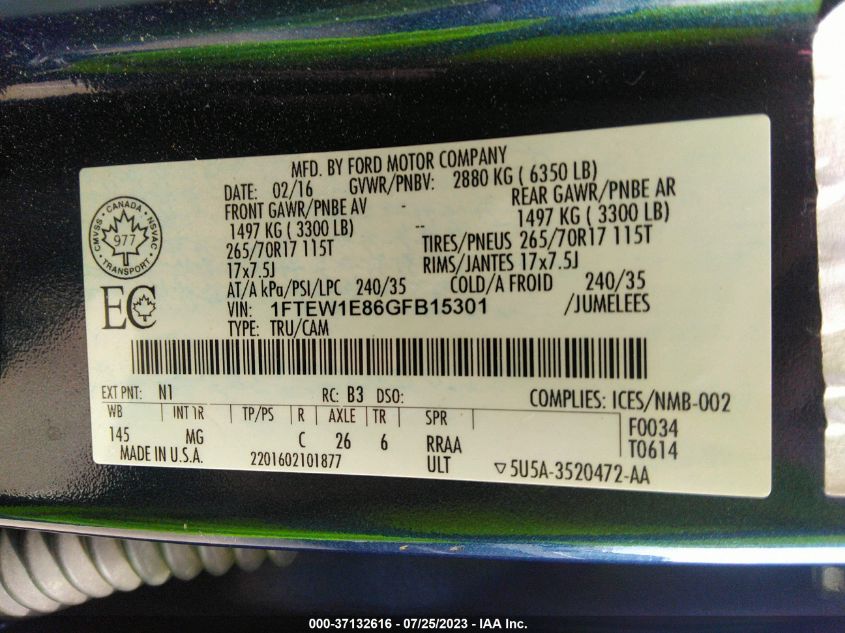 MFD. BY FORD MOTOR COMPANY
DATE: 02/16 GVWR/PNBV: 2880 KG ( 6350 LB)
FRONT GAWR/PNBE AV - REAR GAWR/PNBE AR
1497 KG ( 3300 LB) -- 1497 KG ( 3300 LB)
265/70R17 115T TIRES/PNEUS 265/70R17 115T
17x7.5J RIMS/JANTES 17x7.5J
AT/A kPa/PSI/LPC 240/35 COLD/A FROID 240/35
VIN: 1FTEW1E86GFB15301 /JUMELEES
TYPE: TRU/CAM
CANADA
CMVSS NSVAC
977
TRANSPORT
EC
EXT PNT: N1 RC: B3 DSO: COMPLIES: ICES/NMB-002
WB INT TR TP/PS R AXLE TR SPR F0034
145 MG C 26 6 RRAA T0614
MADE IN U.S.A. 2201602101877 ULT ▽5U5A-3520472-AA
000-37132616 - 07/25/2023 - IAA Inc.